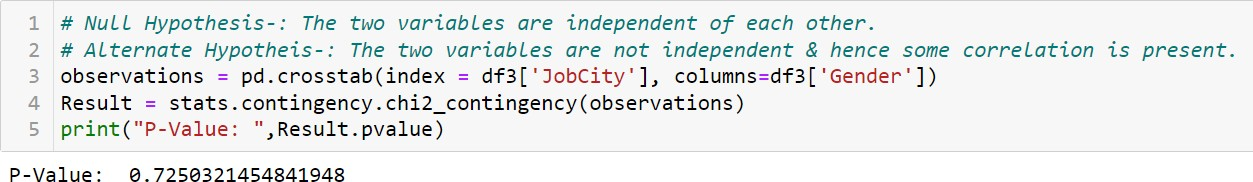 1 # Null Hypothesis-: The two variables are independent of each other.
2 # Alternate Hypotheis-: The two variables are not independent & hence some correlation is present.
3 observations = pd.crosstab(index = df3['JobCity'], columns=df3['Gender'])
4 Result = stats.contingency.chi2_contingency(observations)
5 print("P-Value: ",Result.pvalue)
P-Value:  0.7250321454841948